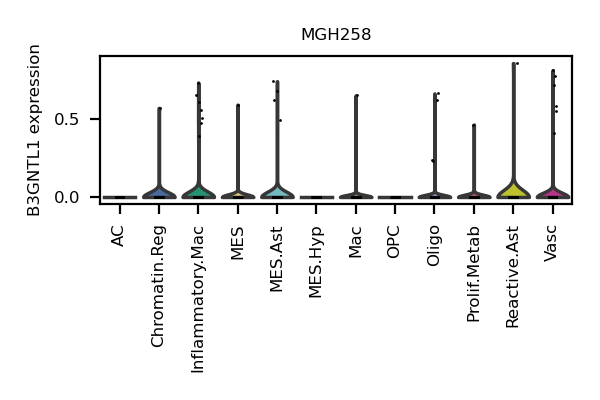 MGH258
B3GNTL1 expression
0.5
0.0
AC
Chromatin.Reg
Inflammatory.Mac
MES
MES.Ast
MES.Hyp
Mac
OPC
Oligo
Prolif.Metab
Reactive.Ast
Vasc